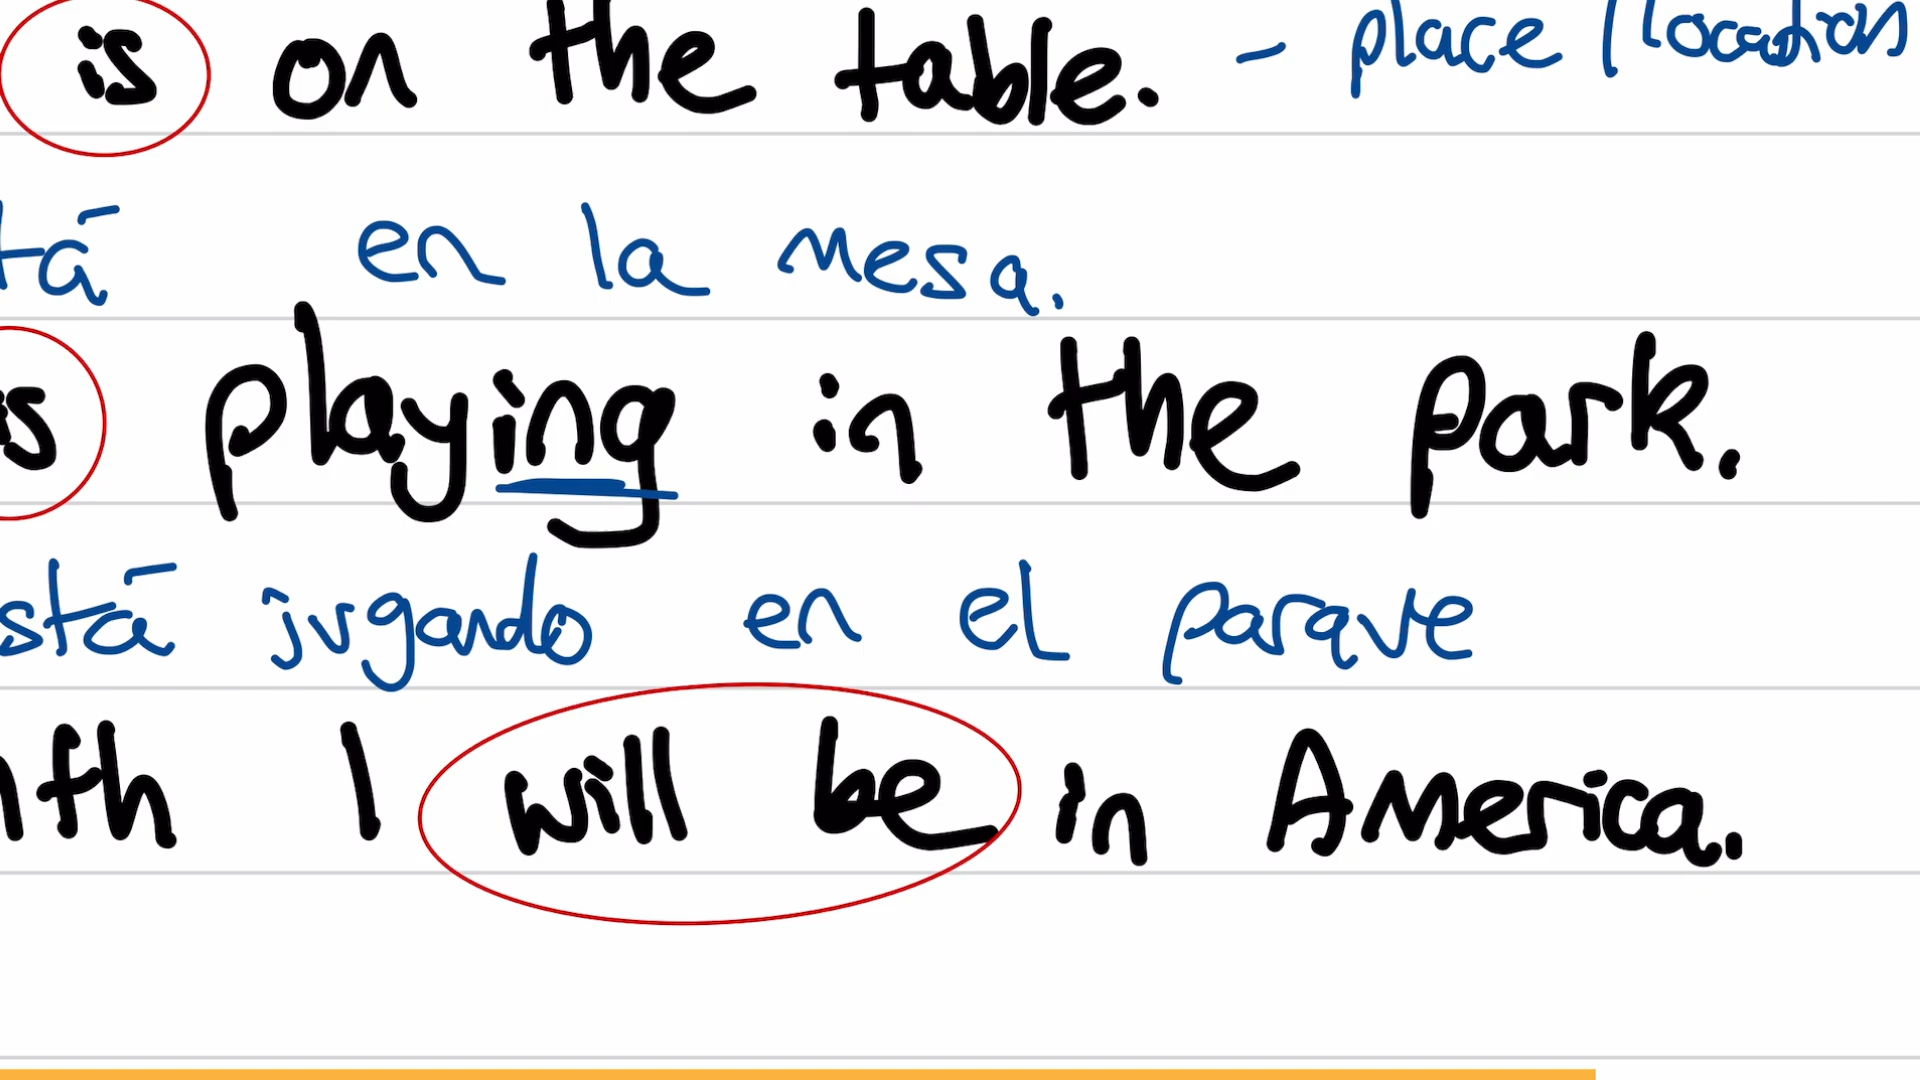 is on the table. - place / location
tá en la mesa.
s playing in the park.
stá jugando en el parque
nth I will be in America.